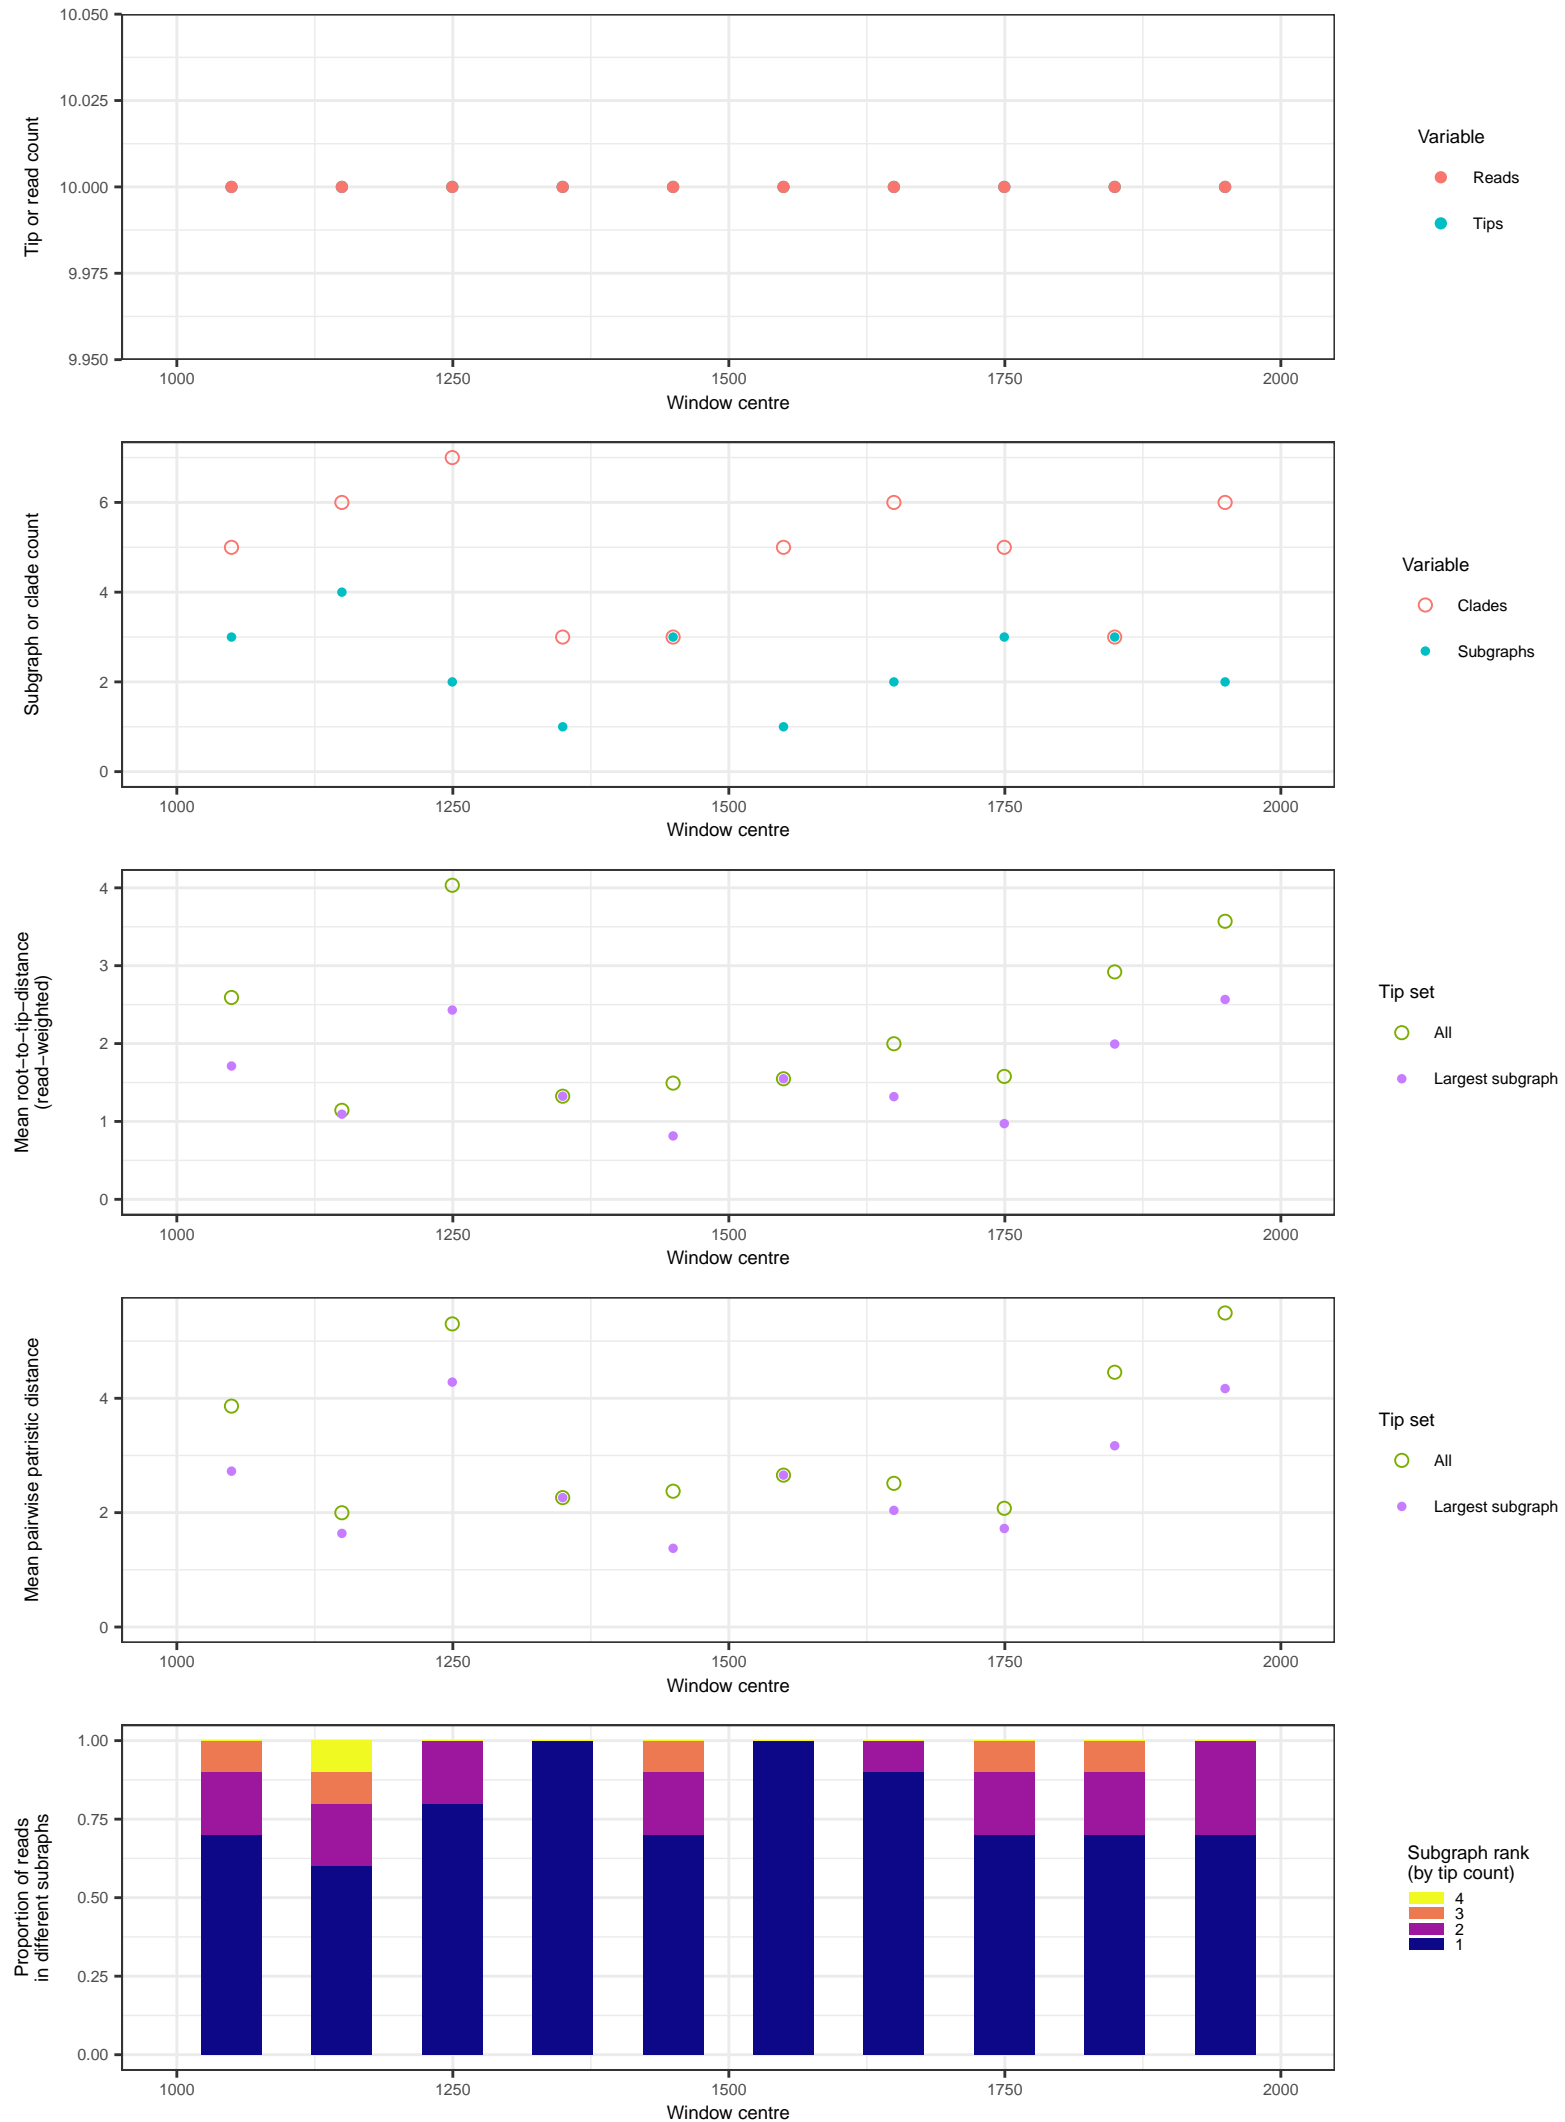 10.050
10.025
10.000
9.975
9.950
Tip or read count
1000 1250 1500 1750 2000
Window centre
Variable
Reads
Tips
6
4
2
0
Subgraph or clade count
1000 1250 1500 1750 2000
Window centre
Variable
Clades
Subgraphs
4
3
2
1
0
Mean root−to−tip−distance
(read−weighted)
1000 1250 1500 1750 2000
Window centre
Tip set
All
Largest subgraph
4
2
0
Mean pairwise patristic distance
1000 1250 1500 1750 2000
Window centre
Tip set
All
Largest subgraph
1.00
0.75
0.50
0.25
0.00
Proportion of reads
in different subraphs
1000 1250 1500 1750 2000
Window centre
Subgraph rank
(by tip count)
4
3
2
1